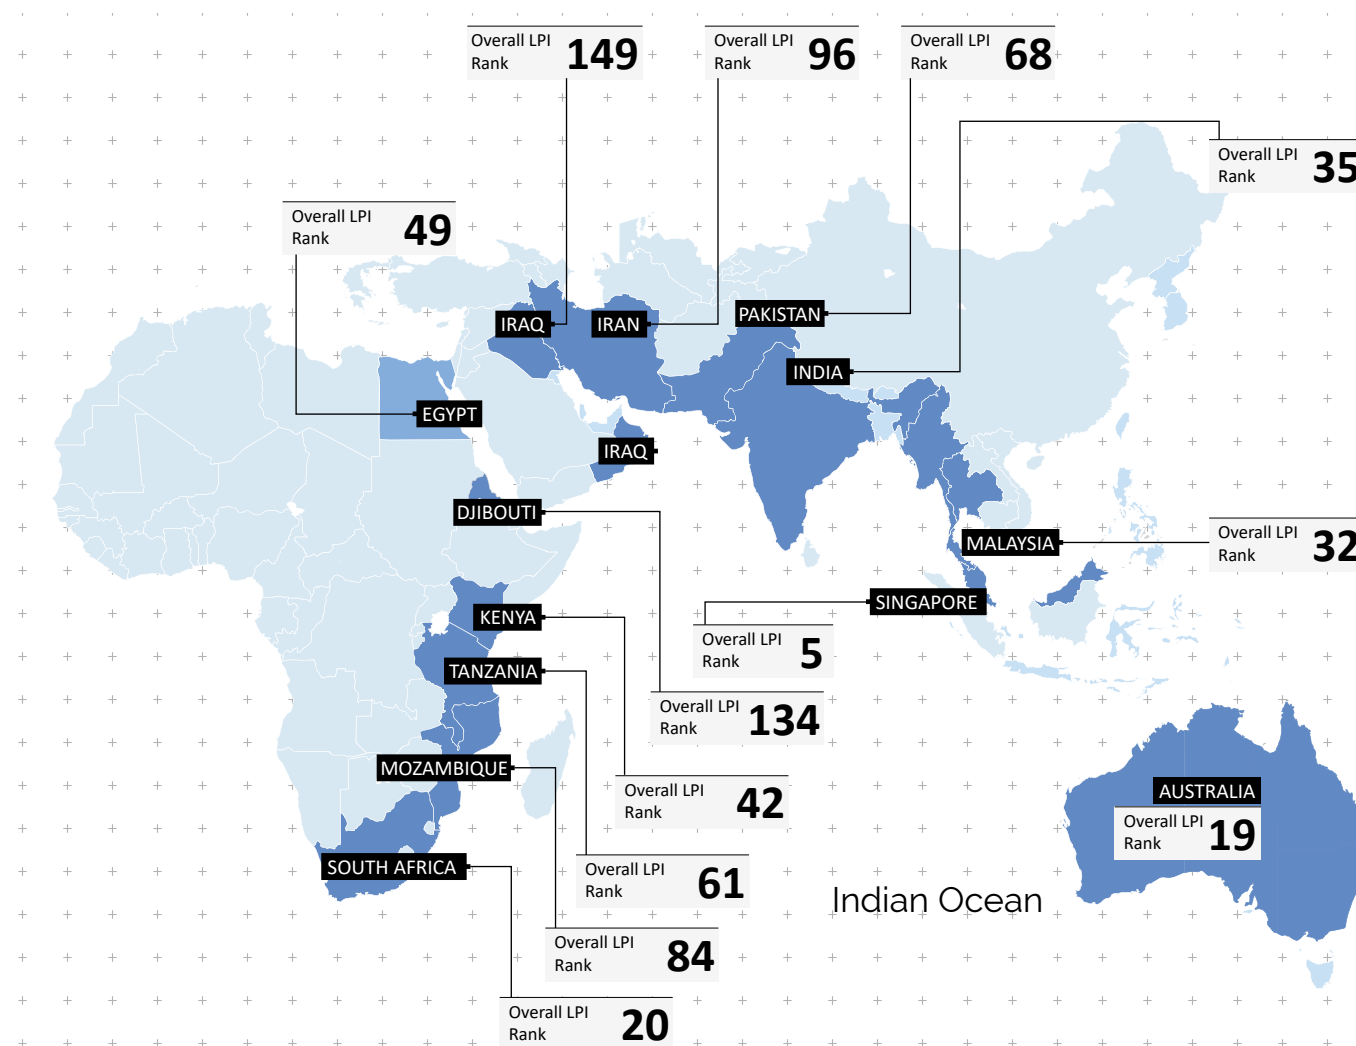 Overall LPI
Rank
149
Overall LPI
Rank
96
Overall LPI
Rank
68
Overall LPI
Rank
35
Overall LPI
Rank
49
IRAQ
IRAN
PAKISTAN
INDIA
EGYPT
IRAQ
DJIBOUTI
MALAYSIA
Overall LPI
Rank
32
SINGAPORE
KENYA
Overall LPI
Rank
5
TANZANIA
Overall LPI
Rank
134
MOZAMBIQUE
Overall LPI
Rank
42
AUSTRALIA
Overall LPI
Rank
19
SOUTH AFRICA
Overall LPI
Rank
61
Indian Ocean
Overall LPI
Rank
84
Overall LPI
Rank
20